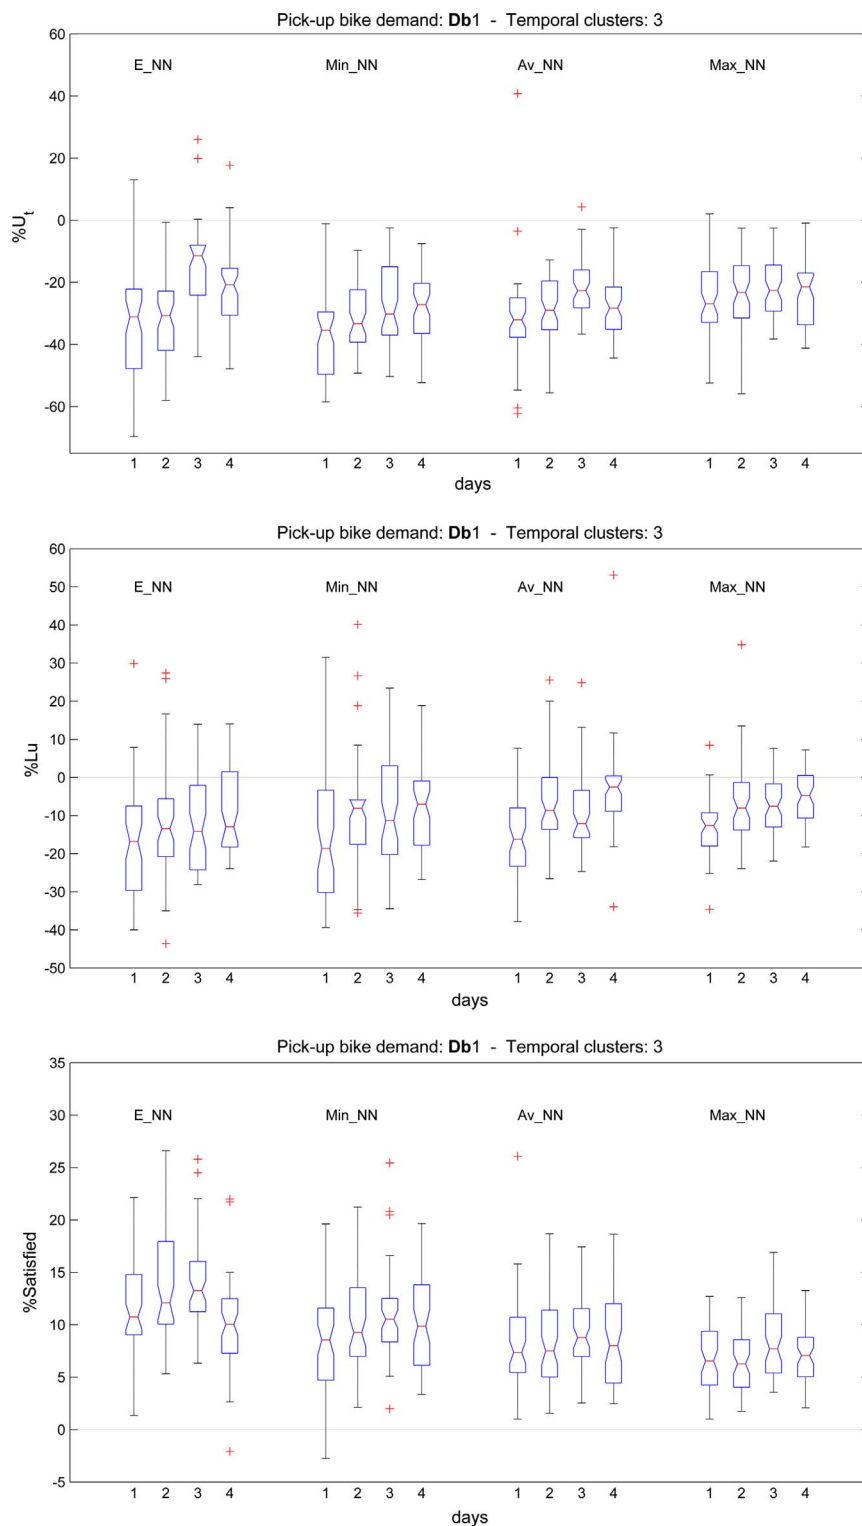 Pick-up bike demand: Db1 - Temporal clusters: 3
60
E_NN Min_NN Av_NN Max_NN
40
20
0
-20
-40
-60
%U_t
1 2 3 4 1 2 3 4 1 2 3 4 1 2 3 4
days
Pick-up bike demand: Db1 - Temporal clusters: 3
60
50
E_NN Min_NN Av_NN Max_NN
40
30
20
10
0
-10
-20
-30
-40
-50
%Lu
1 2 3 4 1 2 3 4 1 2 3 4 1 2 3 4
days
Pick-up bike demand: Db1 - Temporal clusters: 3
35
30
E_NN Min_NN Av_NN Max_NN
25
20
15
10
5
0
-5
%Satisfied
1 2 3 4 1 2 3 4 1 2 3 4 1 2 3 4
days